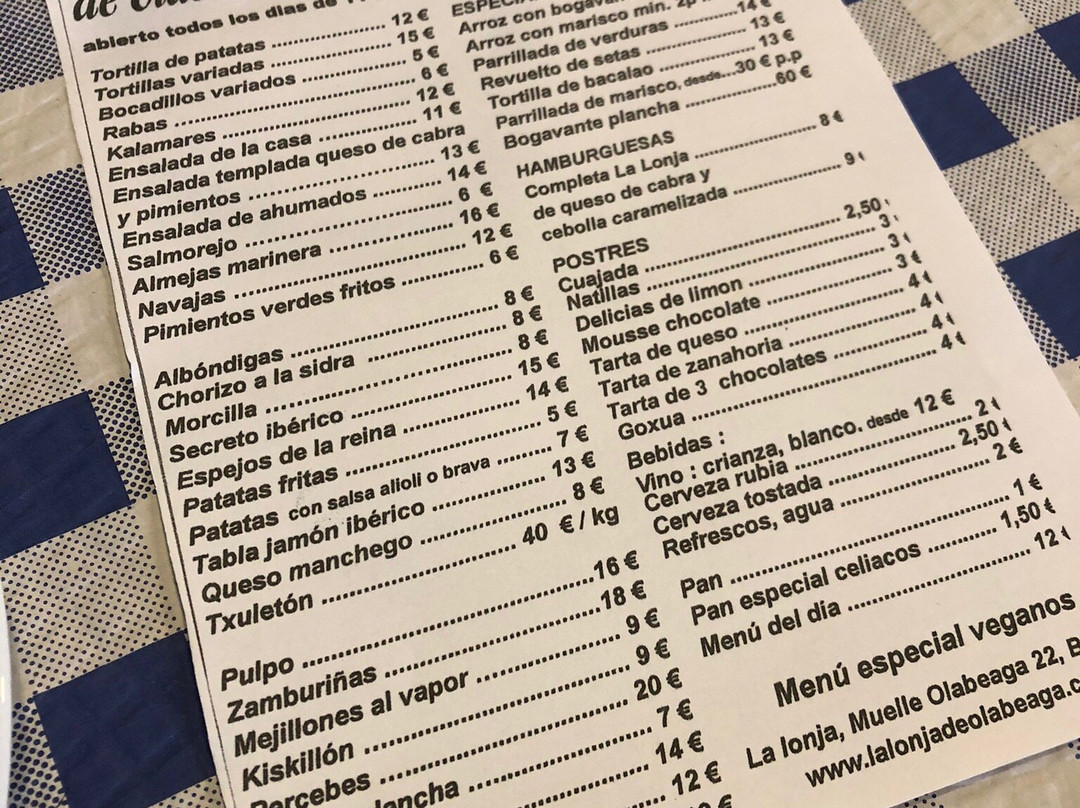 abierto todos los días de
Tortilla de patatas ........ 12 €
Tortillas variadas ........ 15 €
Bocadillos variados ........ 5 €
Rabas ........ 6 €
Kalamares ........ 12 €
Ensalada de la casa ........ 11 €
Ensalada templada queso de cabra
y pimientos ........ 13 €
Ensalada de ahumados ........ 14 €
Salmorejo ........ 6 €
Almejas marinera ........ 16 €
Navajas ........ 12 €
Pimientos verdes fritos ........ 6 €
Albóndigas ........ 8 €
Chorizo a la sidra ........ 8 €
Morcilla ........ 8 €
Secreto ibérico ........ 15 €
Espejos de la reina ........ 14 €
Patatas fritas ........ 5 €
Patatas con salsa alioli o brava ........ 7 €
Tabla jamón ibérico ........ 13 €
Queso manchego ........ 8 €
Txuletón ........ 40 € / kg
Pulpo ........ 16 €
Zamburiñas ........ 18 €
Mejillones al vapor ........ 9 €
Kiskillón ........ 9 €
Percebes ........ 20 €
........ 7 €
........ 14 €
........ 12 €
Arroz con
Arroz con marisco min.
Parrillada de verduras ........ 14 €
Revuelto de setas ........ 13 €
Tortilla de bacalao ........ 13 €
Parrillada de marisco, desde...30 € p.p
Bogavante plancha ........ 60 €
HAMBURGUESAS
Completa La Lonja ........ 8 €
de queso de cabra y
cebolla caramelizada ........ 9
POSTRES
Cuajada ........ 2,50
Natillas ........ 3
Delicias de limon ........ 3
Mousse chocolate ........ 3 €
Tarta de queso ........ 4
Tarta de zanahoria ........ 4
Tarta de 3 chocolates ........ 4
Goxua ........ 4
Bebidas :
Vino : crianza, blanco. desde 12 €
Cerveza rubia ........ 2
Cerveza tostada ........ 2,50
Refrescos, agua ........ 2 €
Pan ........ 1 €
Pan especial celiacos ........ 1,50 €
Menú del día ........ 12
Menú especial veganos
La lonja, Muelle Olabeaga 22, B
www.lalonjadeolabeaga.c